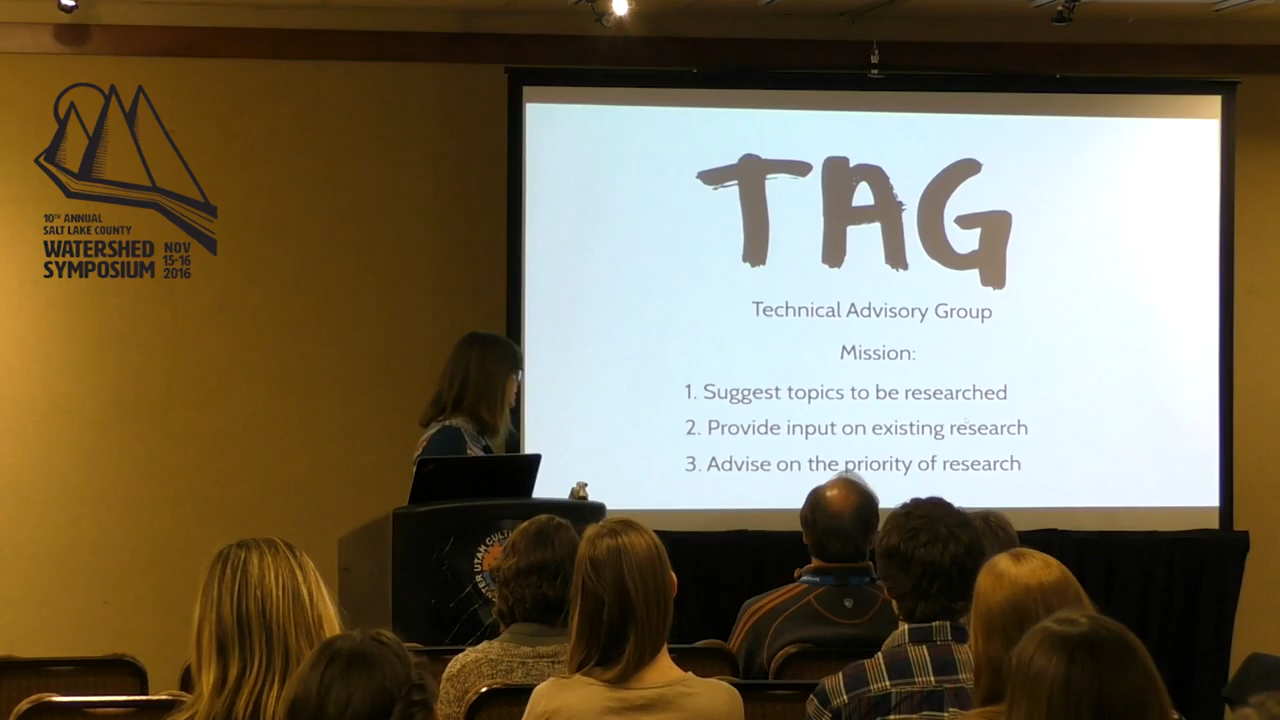 10TH ANNUAL
SALT LAKE COUNTY
WATERSHED
SYMPOSIUM
NOV
15-16
2016
TAG
Technical Advisory Group
Mission:
1. Suggest topics to be researched
2. Provide input on existing research
3. Advise on the priority of research
UTAH